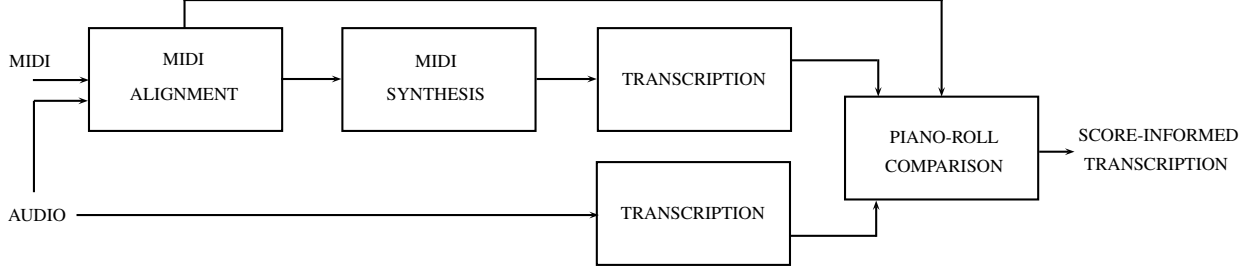 MIDI
MIDI
ALIGNMENT
MIDI
SYNTHESIS
TRANSCRIPTION
PIANO-ROLL
COMPARISON
SCORE-INFORMED
TRANSCRIPTION
AUDIO
TRANSCRIPTION